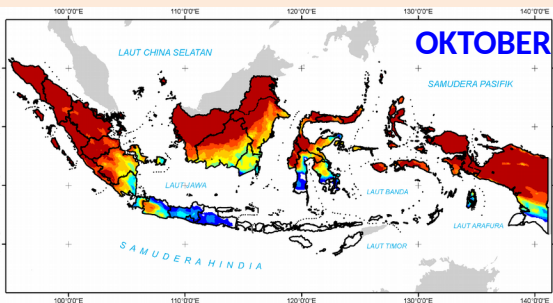 100°0'0"E 110°0'0"E 120°0'0"E 130°0'0"E 140°0'0"E
OKTOBER
LAUT CHINA SELATAN
SAMUDERA PASIFIK
LAUT JAWA
LAUT BANDA
LAUT ARAFURA
LAUT TIMOR
SAMUDERA HINDIA
100°0'0"E 110°0'0"E 120°0'0"E 130°0'0"E 140°0'0"E